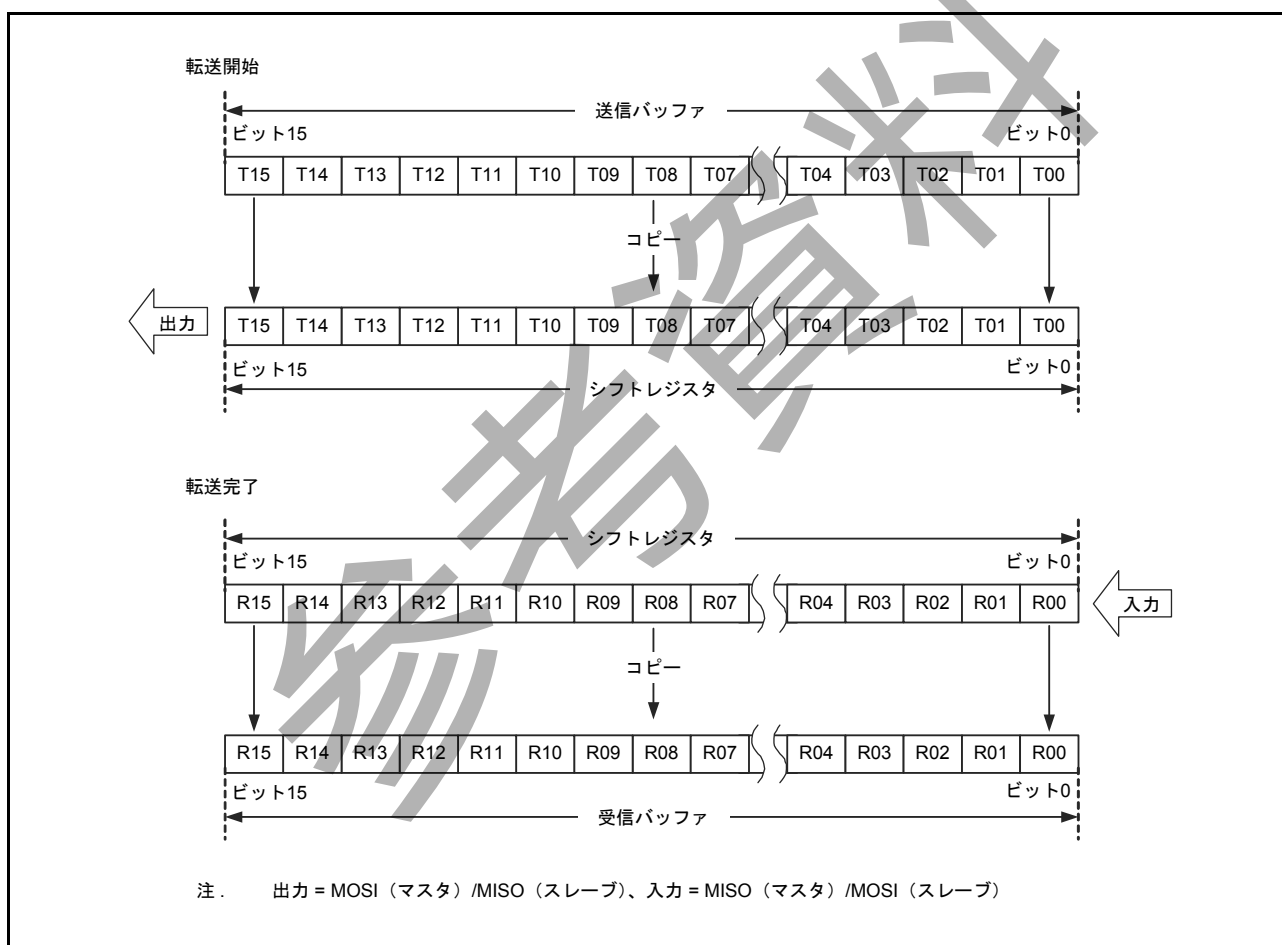 転送開始
送信バッファ
ビット15 ビット0
T15 T14 T13 T12 T11 T10 T09 T08 T07 T04 T03 T02 T01 T00
コピー
出力 T15 T14 T13 T12 T11 T10 T09 T08 T07 T04 T03 T02 T01 T00
ビット15 ビット0
シフトレジスタ
転送完了
シフトレジスタ
ビット15 ビット0
R15 R14 R13 R12 R11 R10 R09 R08 R07 R04 R03 R02 R01 R00 入力
コピー
R15 R14 R13 R12 R11 R10 R09 R08 R07 R04 R03 R02 R01 R00
ビット15 ビット0
受信バッファ
注 . 出力 = MOSI（マスタ）/MISO（スレーブ）、入力 = MISO（マスタ）/MOSI（スレーブ）
参考資料